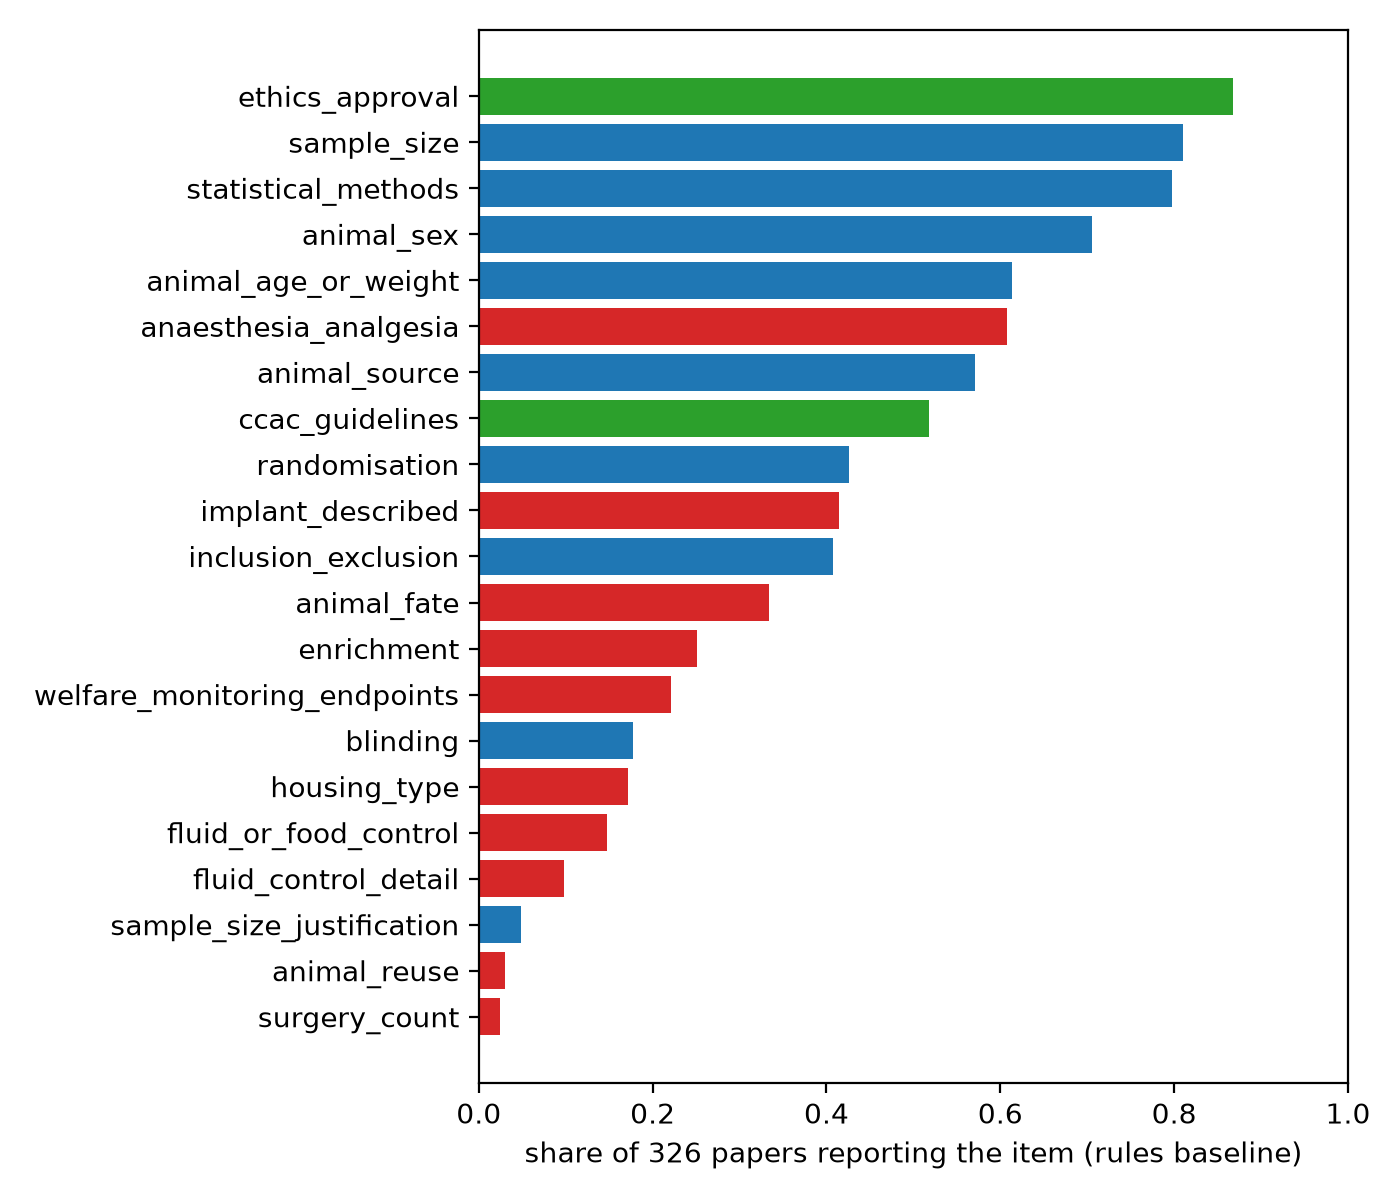 ethics_approval
sample_size
statistical_methods
animal_sex
animal_age_or_weight
anaesthesia_analgesia
animal_source
ccac_guidelines
randomisation
implant_described
inclusion_exclusion
animal_fate
enrichment
welfare_monitoring_endpoints
blinding
housing_type
fluid_or_food_control
fluid_control_detail
sample_size_justification
animal_reuse
surgery_count
0.0 0.2 0.4 0.6 0.8 1.0
share of 326 papers reporting the item (rules baseline)